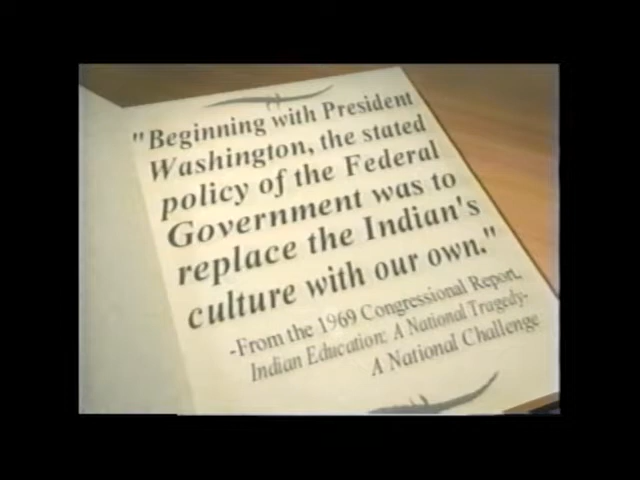 "Beginning with President
Washington, the stated
policy of the Federal
Government was to
replace the Indian's
culture with our own."
-From the 1969 Congressional Report,
Indian Education: A National Tragedy-
A National Challenge